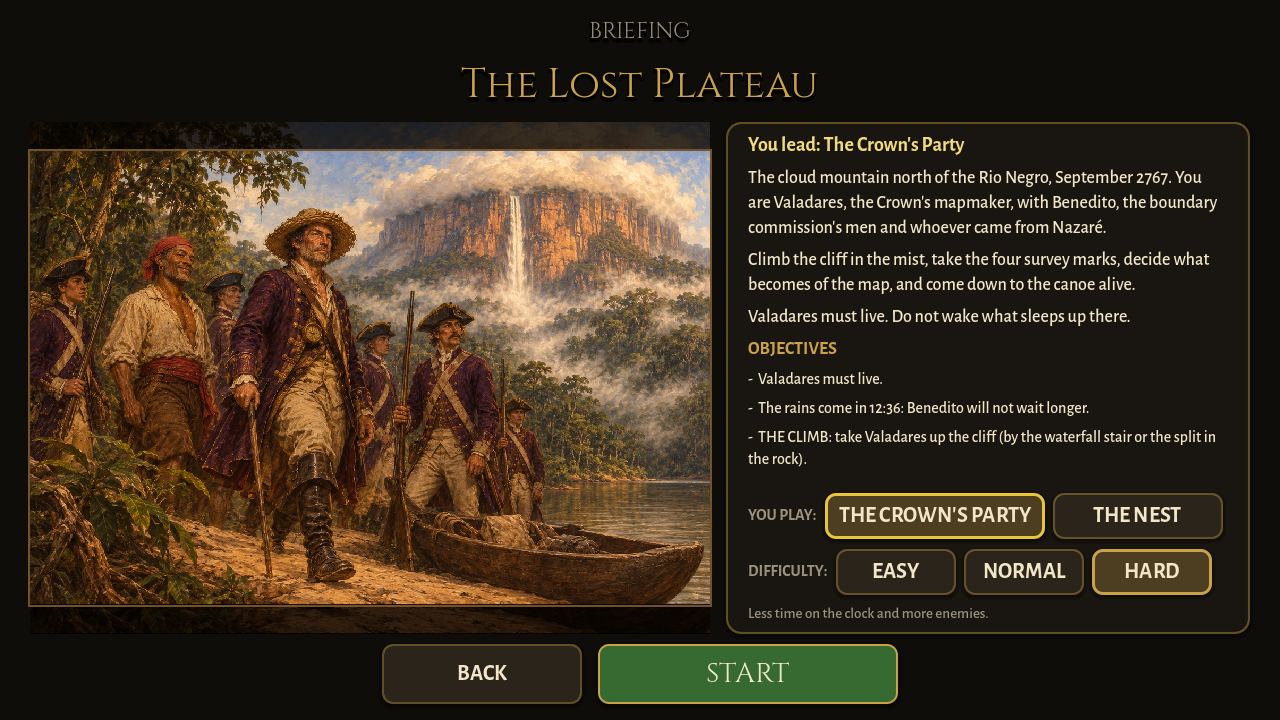 BRIEFING
The Lost Plateau
You lead: The Crown's Party
The cloud mountain north of the Rio Negro, September 2767. You
are Valadares, the Crown's mapmaker, with Benedito, the boundary
commission's men and whoever came from Nazaré.
Climb the cliff in the mist, take the four survey marks, decide what
becomes of the map, and come down to the canoe alive.
Valadares must live. Do not wake what sleeps up there.
OBJECTIVES
- Valadares must live.
- The rains come in 12:36: Benedito will not wait longer.
- THE CLIMB: take Valadares up the cliff (by the waterfall stair or the split in
the rock).
YOU PLAY: THE CROWN'S PARTY THE NEST
DIFFICULTY: EASY NORMAL HARD
Less time on the clock and more enemies.
BACK START